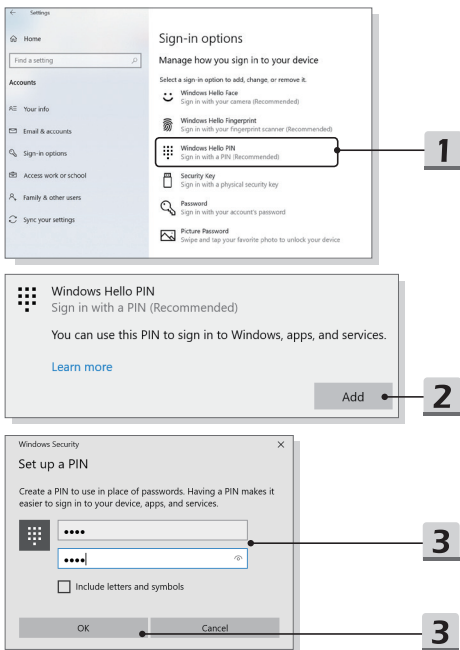 Settings
Home
Find a setting
Accounts
Your info
Email & accounts
Sign-in options
Access work or school
Family & other users
Sync your settings
Sign-in options
Manage how you sign in to your device
Select a sign-in option to add, change, or remove it.
Windows Hello Face
Sign in with your camera (Recommended)
Windows Hello Fingerprint
Sign in with your fingerprint scanner (Recommended)
Windows Hello PIN
Sign in with a PIN (Recommended)
1
Security Key
Sign in with a physical security key
Password
Sign in with your account's password
Picture Password
Swipe and tap your favorite photo to unlock your device
Windows Hello PIN
Sign in with a PIN (Recommended)
You can use this PIN to sign in to Windows, apps, and services.
Learn more
Add
2
Windows Security
Set up a PIN
Create a PIN to use in place of passwords. Having a PIN makes it
easier to sign in to your device, apps, and services.
••••
••••
3
Include letters and symbols
OK Cancel
3